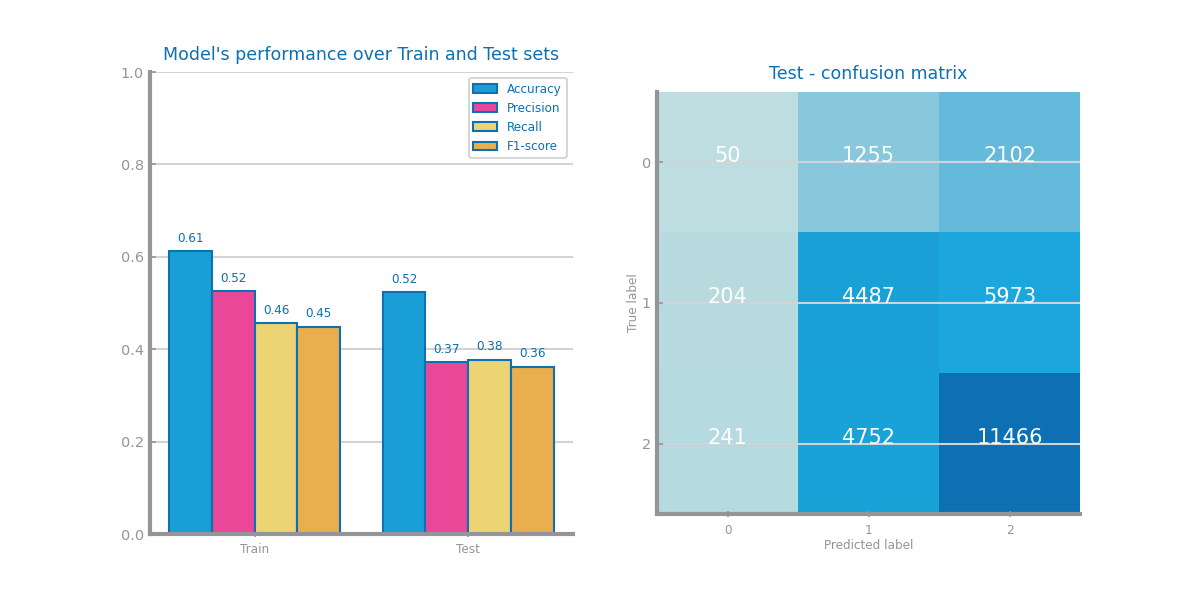 Model's performance over Train and Test sets
1.0
0.8
0.6
0.4
0.2
0.0
Accuracy
Precision
Recall
F1-score
0.61
0.52
0.46
0.45
0.52
0.37
0.38
0.36
Train
Test
Test - confusion matrix
True label
0
50
1255
2102
1
204
4487
5973
2
241
4752
11466
0
1
2
Predicted label